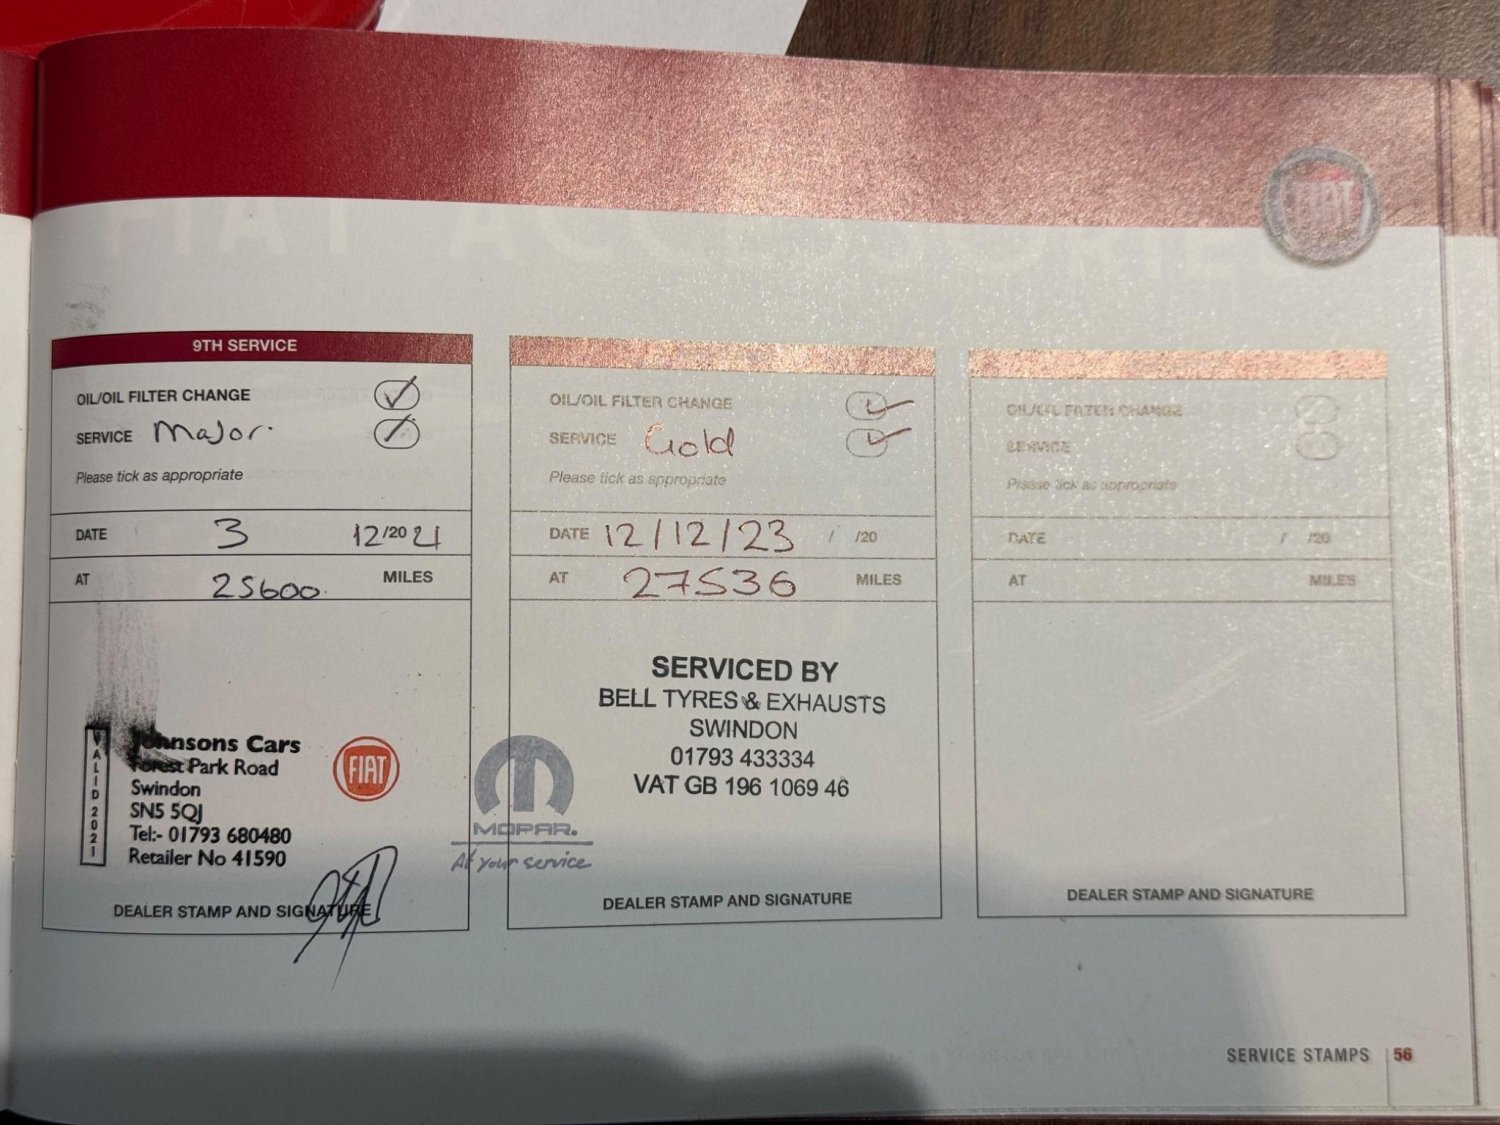 FIAT
9TH SERVICE
OIL/OIL FILTER CHANGE
SERVICE Major.
Please tick as appropriate
DATE 3 12/2021
AT 25600 MILES
VALID 2021
Johnsons Cars
Forest Park Road
Swindon
SN5 5QJ
Tel:- 01793 680480
Retailer No 41590
FIAT
DEALER STAMP AND SIGNATURE
MOPAR.
At your service
OIL/OIL FILTER CHANGE
SERVICE Gold
Please tick as appropriate
DATE 12/12/23 / /20
AT 27536 MILES
SERVICED BY
BELL TYRES & EXHAUSTS
SWINDON
01793 433334
VAT GB 196 1069 46
DEALER STAMP AND SIGNATURE
OIL/OIL FILTER CHANGE
SERVICE
Please tick as appropriate
DATE / /20
AT MILES
DEALER STAMP AND SIGNATURE
SERVICE STAMPS 56